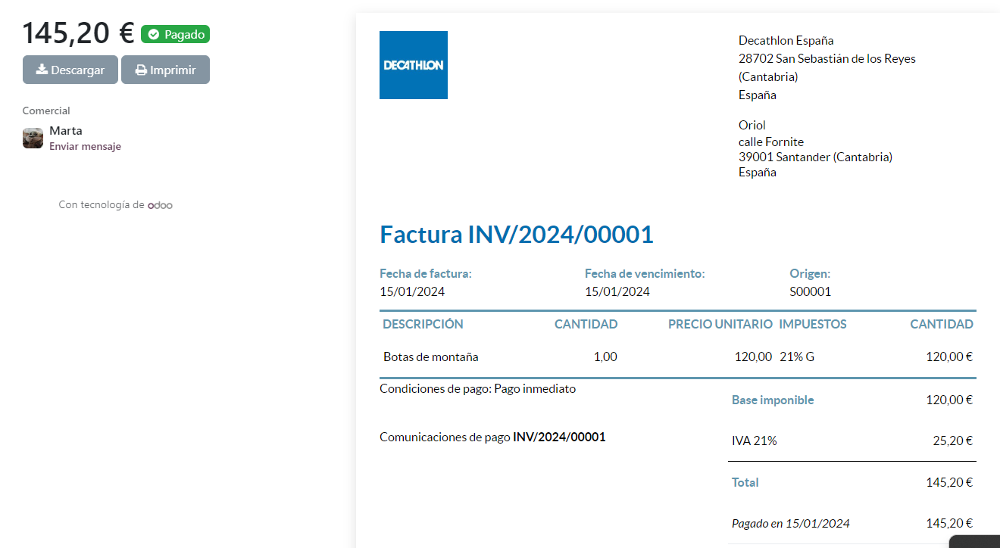 145,20 € Pagado
Descargar Imprimir
Comercial
Marta
Enviar mensaje
Con tecnología de odoo
DECATHLON
Decathlon España
28702 San Sebastián de los Reyes
(Cantabria)
España
Oriol
calle Fornite
39001 Santander (Cantabria)
España
Factura INV/2024/00001
Fecha de factura: Fecha de vencimiento: Origen:
15/01/2024 15/01/2024 S00001
DESCRIPCIÓN CANTIDAD PRECIO UNITARIO IMPUESTOS CANTIDAD
Botas de montaña 1,00 120,00 21% G 120,00 €
Condiciones de pago: Pago inmediato
Base imponible 120,00 €
Comunicaciones de pago INV/2024/00001
IVA 21% 25,20 €
Total 145,20 €
Pagado en 15/01/2024 145,20 €